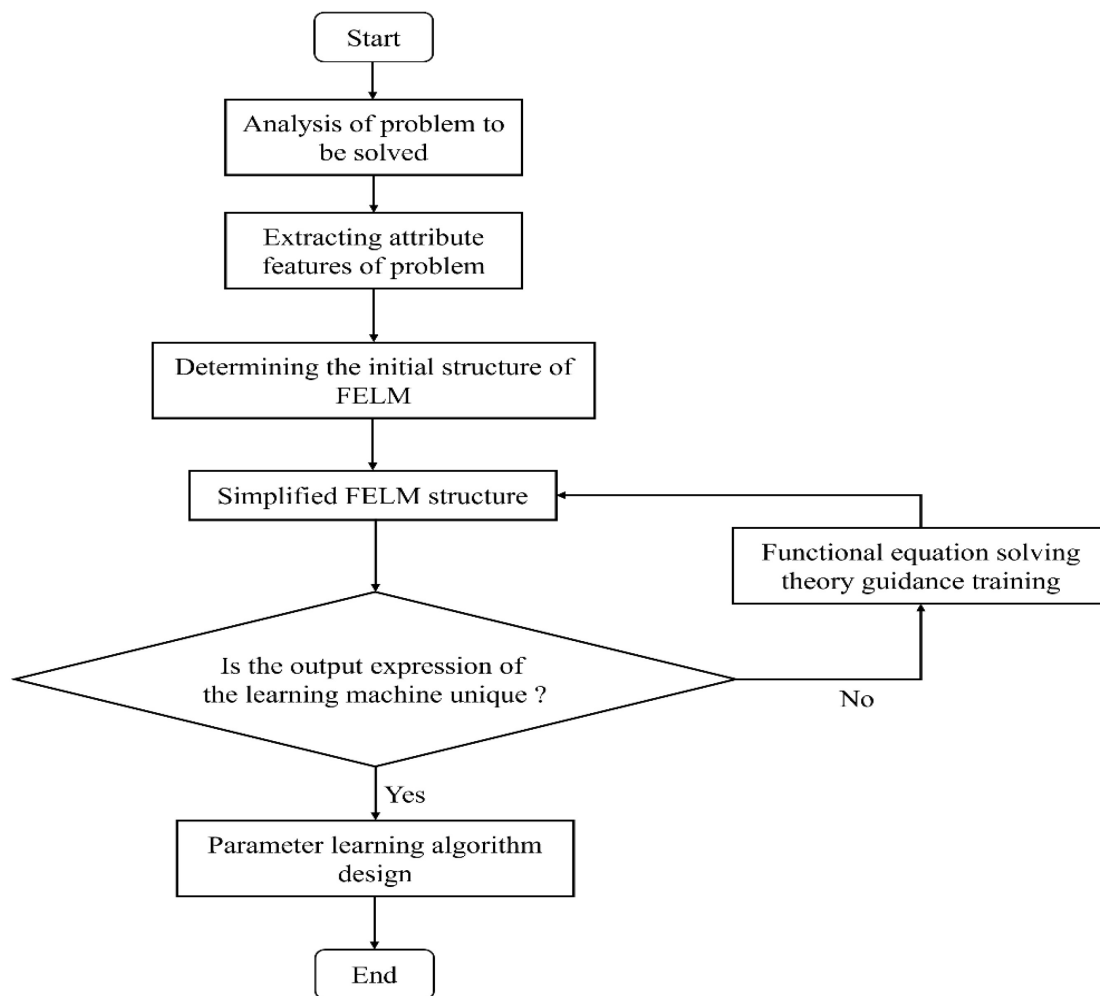 Start
Analysis of problem to
be solved
Extracting attribute
features of problem
Determining the initial structure of
FELM
Simplified FELM structure
Functional equation solving
theory guidance training
Is the output expression of
the learning machine unique ?
No
Yes
Parameter learning algorithm
design
End